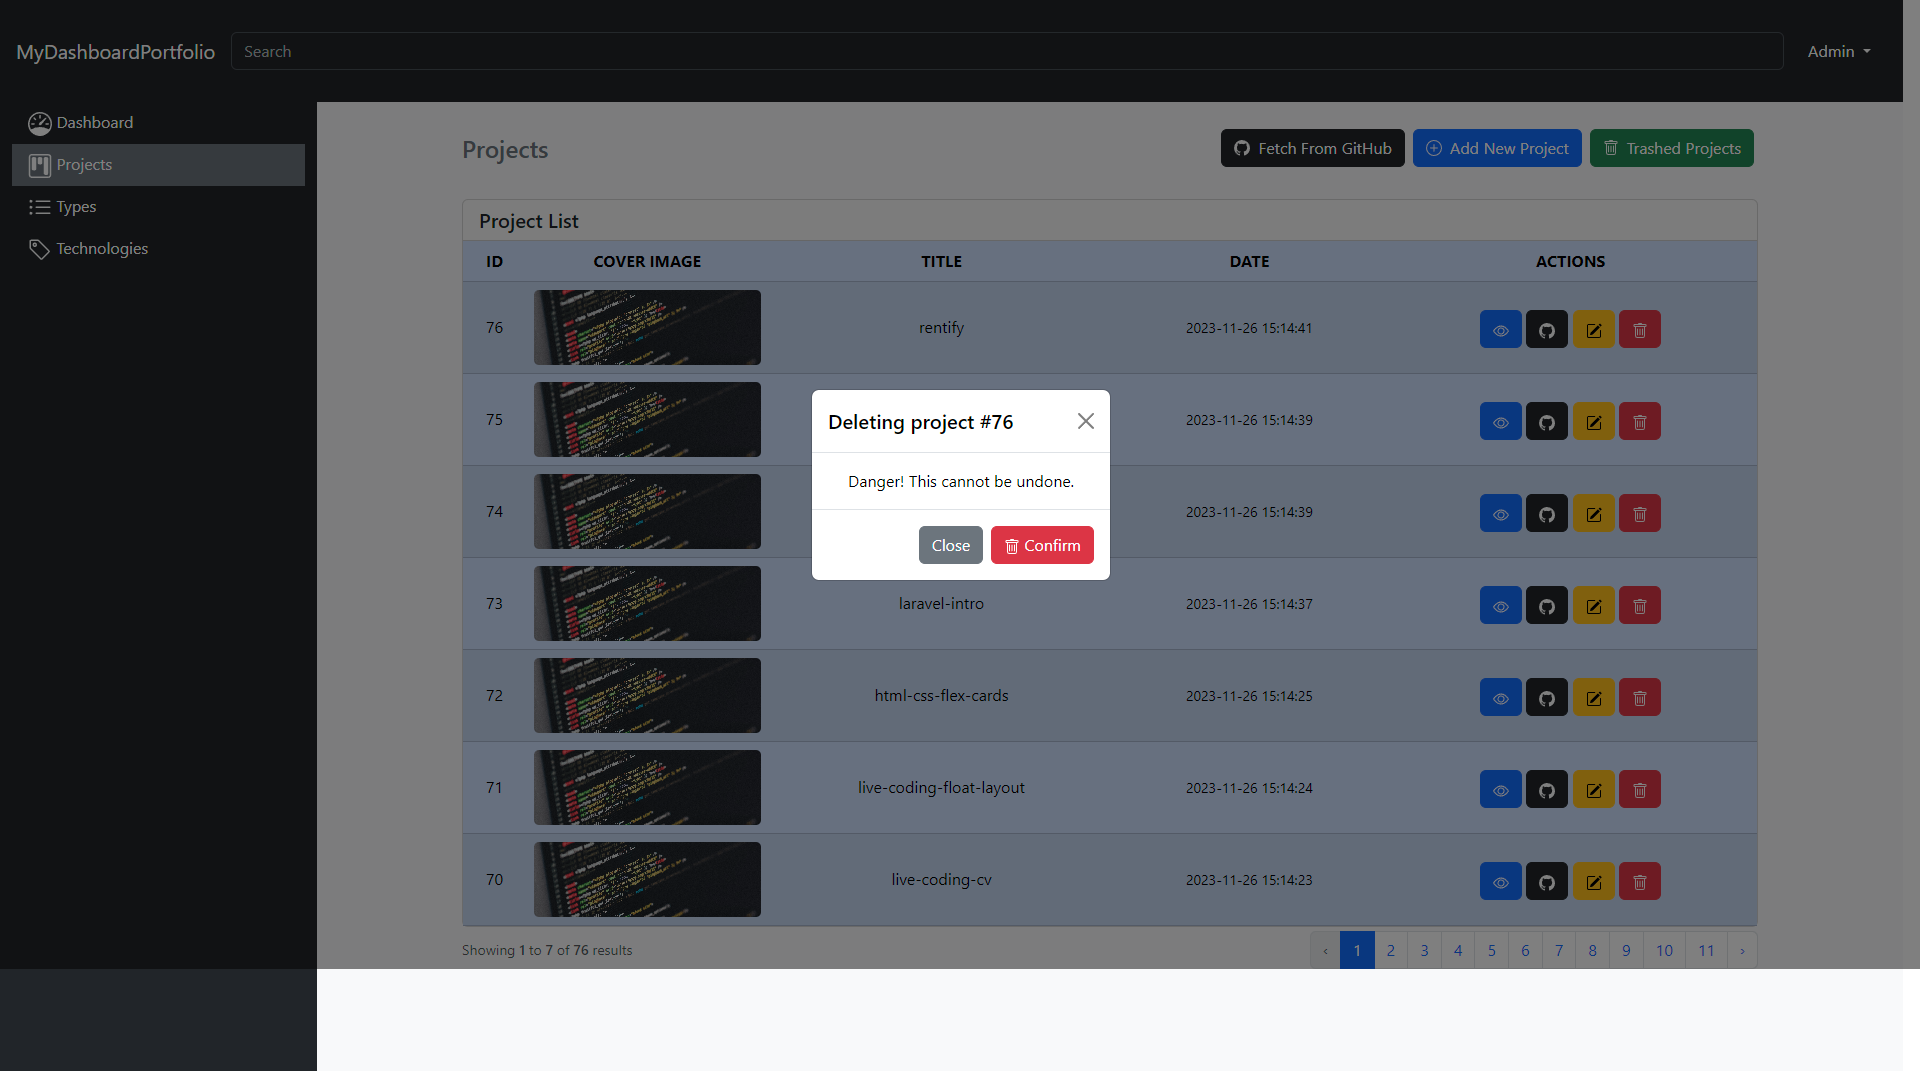 MyDashboardPortfolio
Search
Admin
Dashboard
Projects
Types
Technologies
Projects
Fetch From GitHub
Add New Project
Trashed Projects
Project List
ID COVER IMAGE TITLE DATE ACTIONS
76 rentify 2023-11-26 15:14:41
75 2023-11-26 15:14:39
74 2023-11-26 15:14:39
73 laravel-intro 2023-11-26 15:14:37
72 html-css-flex-cards 2023-11-26 15:14:25
71 live-coding-float-layout 2023-11-26 15:14:24
70 live-coding-cv 2023-11-26 15:14:23
Showing 1 to 7 of 76 results
‹ 1 2 3 4 5 6 7 8 9 10 11 ›
Deleting project #76
Danger! This cannot be undone.
Close
Confirm